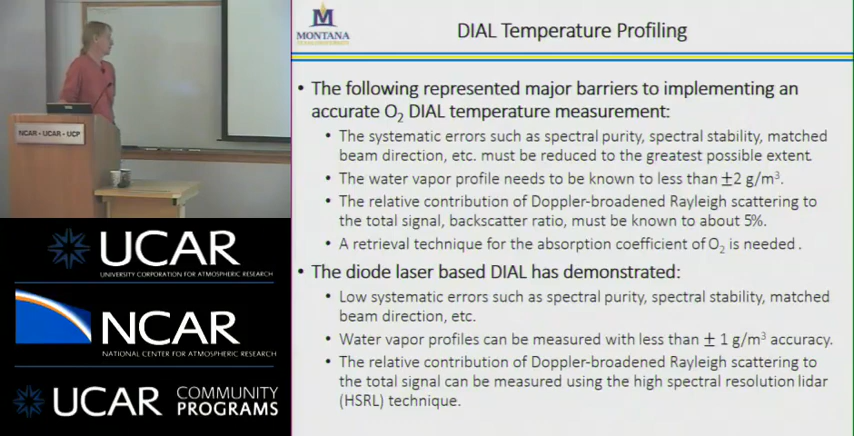 NCAR - UCAR - UCP
UCAR
UNIVERSITY CORPORATION FOR ATMOSPHERIC RESEARCH
NCAR
NATIONAL CENTER FOR ATMOSPHERIC RESEARCH
UCAR
COMMUNITY
PROGRAMS
MONTANA
DIAL Temperature Profiling
• The following represented major barriers to implementing an
accurate O₂ DIAL temperature measurement:
• The systematic errors such as spectral purity, spectral stability, matched
beam direction, etc. must be reduced to the greatest possible extent.
• The water vapor profile needs to be known to less than ±2 g/m³.
• The relative contribution of Doppler-broadened Rayleigh scattering to
the total signal, backscatter ratio, must be known to about 5%.
• A retrieval technique for the absorption coefficient of O₂ is needed .
• The diode laser based DIAL has demonstrated:
• Low systematic errors such as spectral purity, spectral stability, matched
beam direction, etc.
• Water vapor profiles can be measured with less than ± 1 g/m³ accuracy.
• The relative contribution of Doppler-broadened Rayleigh scattering to
the total signal can be measured using the high spectral resolution lidar
(HSRL) technique.